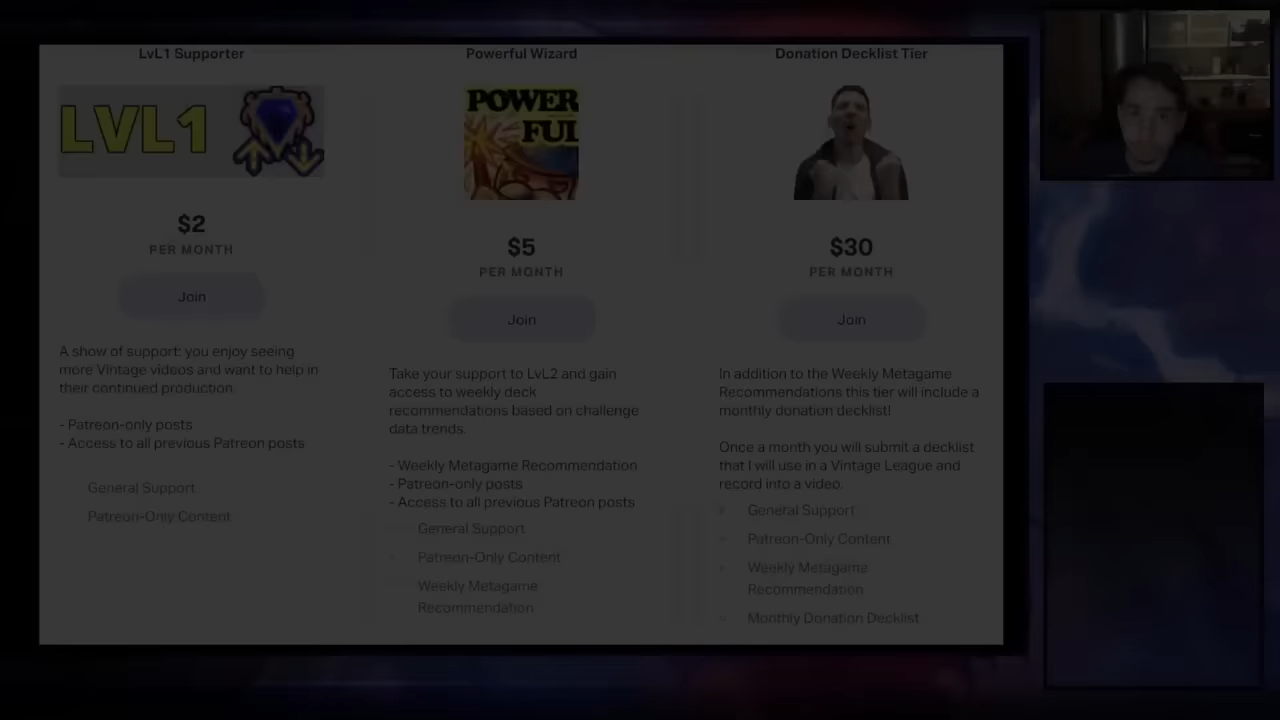 LvL1 Supporter
LVL1
$2
PER MONTH
Join
A show of support: you enjoy seeing
more Vintage videos and want to help in
their continued production.
- Patreon-only posts
- Access to all previous Patreon posts
General Support
Patreon-Only Content
Powerful Wizard
POWER
FUL
$5
PER MONTH
Join
Take your support to LvL2 and gain
access to weekly deck
recommendations based on challenge
data trends.
- Weekly Metagame Recommendation
- Patreon-only posts
- Access to all previous Patreon posts
General Support
Patreon-Only Content
Weekly Metagame
Recommendation
Donation Decklist Tier
$30
PER MONTH
Join
In addition to the Weekly Metagame
Recommendations this tier will include a
monthly donation decklist!
Once a month you will submit a decklist
that I will use in a Vintage League and
record into a video.
General Support
Patreon-Only Content
Weekly Metagame
Recommendation
Monthly Donation Decklist